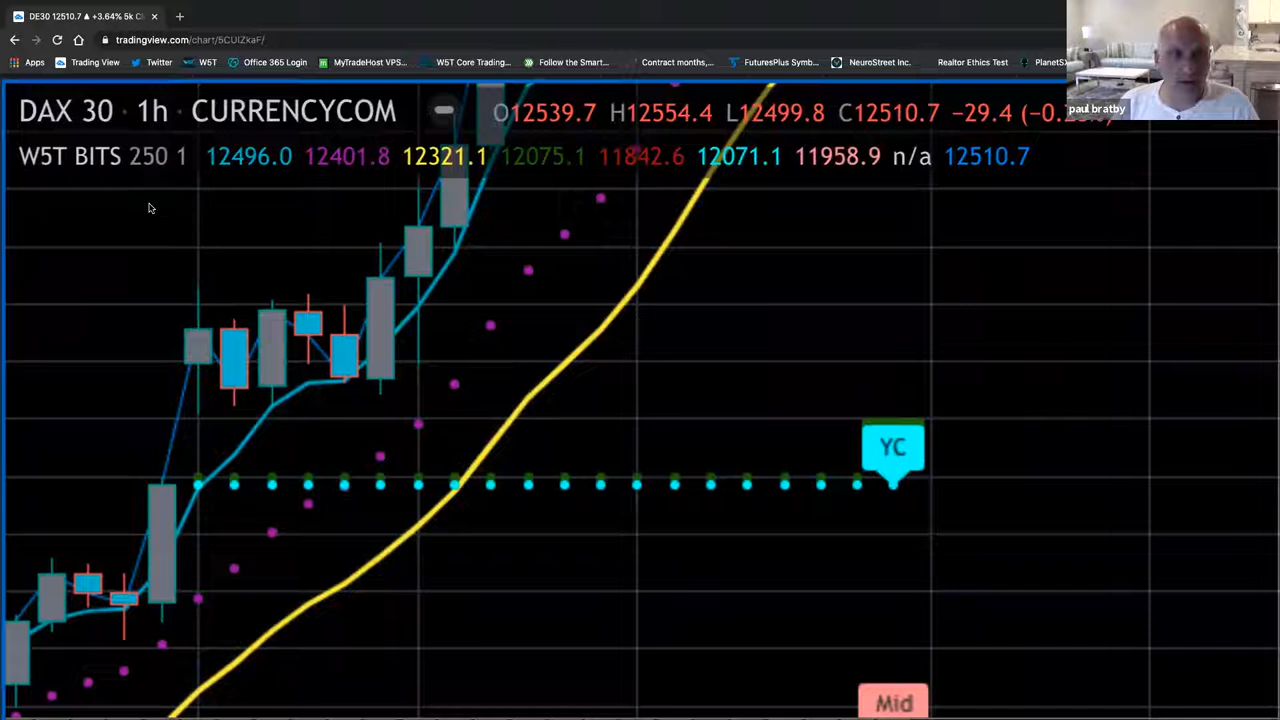 DE30 12510.7 ▲ +3.64% 5k C
tradingview.com/chart/5CUIZkaF/
Apps Trading View Twitter W5T Office 365 Login MyTradeHost VPS... W5T Core Trading... Follow the Smart... Contract months,... FuturesPlus Symb... NeuroStreet Inc. Realtor Ethics Test
paul bratby
DAX 30 · 1h · CURRENCYCOM O12539.7 H12554.4 L12499.8 C12510.7 −29.4
W5T BITS 250 1 12496.0 12401.8 12321.1 12075.1 11842.6 12071.1 11958.9 n/a 12510.7
YC
Mid